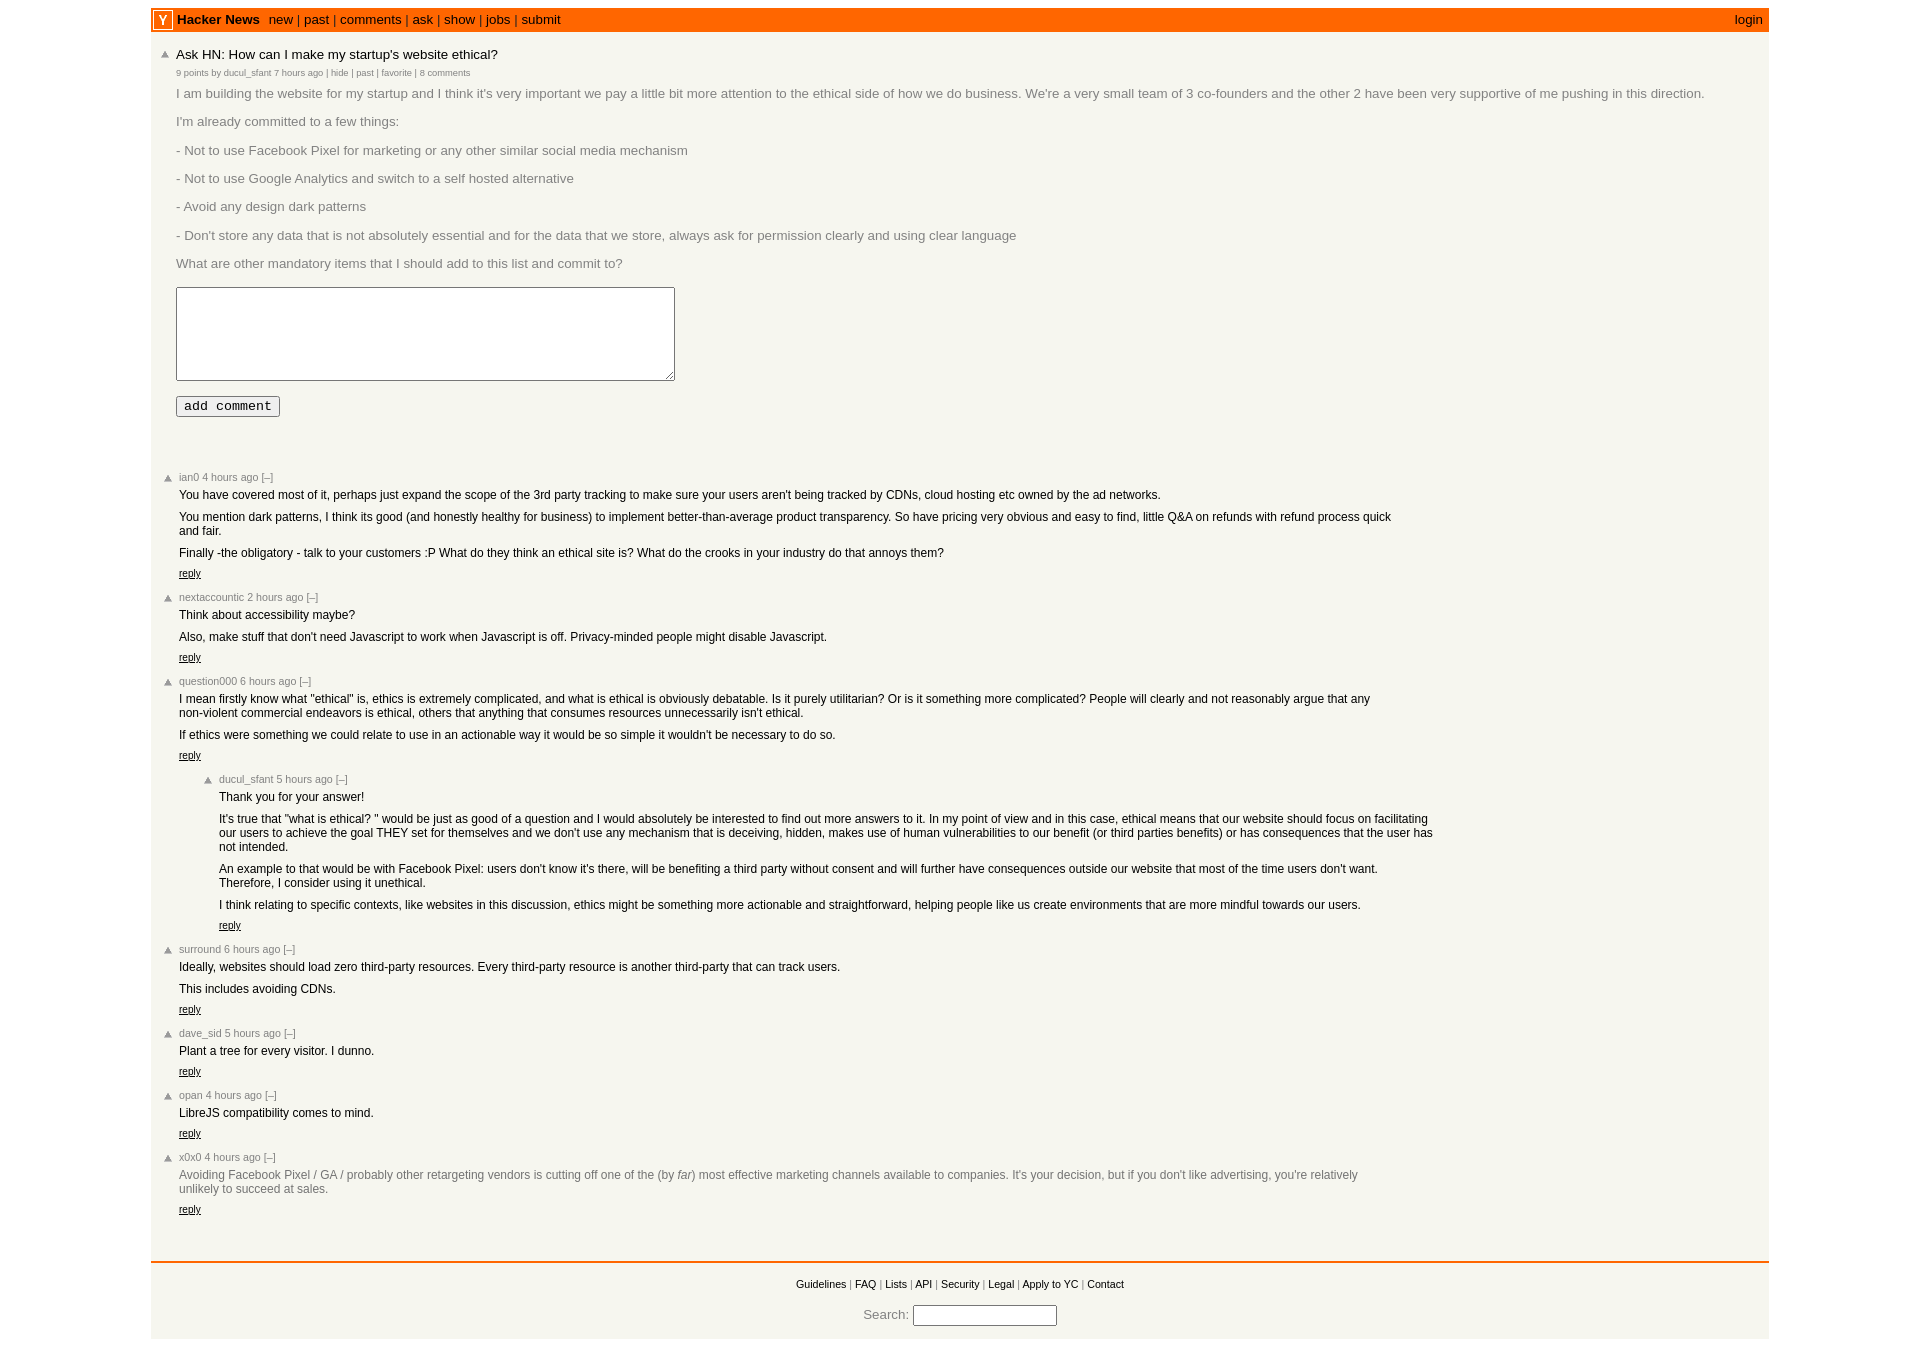 Y Hacker News new | past | comments | ask | show | jobs | submit login
Ask HN: How can I make my startup's website ethical?
9 points by ducul_sfant 7 hours ago | hide | past | favorite | 8 comments
I am building the website for my startup and I think it's very important we pay a little bit more attention to the ethical side of how we do business. We're a very small team of 3 co-founders and the other 2 have been very supportive of me pushing in this direction.
I'm already committed to a few things:
- Not to use Facebook Pixel for marketing or any other similar social media mechanism
- Not to use Google Analytics and switch to a self hosted alternative
- Avoid any design dark patterns
- Don't store any data that is not absolutely essential and for the data that we store, always ask for permission clearly and using clear language
What are other mandatory items that I should add to this list and commit to?
add comment
ian0 4 hours ago [–]
You have covered most of it, perhaps just expand the scope of the 3rd party tracking to make sure your users aren't being tracked by CDNs, cloud hosting etc owned by the ad networks.
You mention dark patterns, I think its good (and honestly healthy for business) to implement better-than-average product transparency. So have pricing very obvious and easy to find, little Q&A on refunds with refund process quick
and fair.
Finally -the obligatory - talk to your customers :P What do they think an ethical site is? What do the crooks in your industry do that annoys them?
reply
nextaccountic 2 hours ago [–]
Think about accessibility maybe?
Also, make stuff that don't need Javascript to work when Javascript is off. Privacy-minded people might disable Javascript.
reply
question000 6 hours ago [–]
I mean firstly know what "ethical" is, ethics is extremely complicated, and what is ethical is obviously debatable. Is it purely utilitarian? Or is it something more complicated? People will clearly and not reasonably argue that any
non-violent commercial endeavors is ethical, others that anything that consumes resources unnecessarily isn't ethical.
If ethics were something we could relate to use in an actionable way it would be so simple it wouldn't be necessary to do so.
reply
ducul_sfant 5 hours ago [–]
Thank you for your answer!
It's true that "what is ethical? " would be just as good of a question and I would absolutely be interested to find out more answers to it. In my point of view and in this case, ethical means that our website should focus on facilitating
our users to achieve the goal THEY set for themselves and we don't use any mechanism that is deceiving, hidden, makes use of human vulnerabilities to our benefit (or third parties benefits) or has consequences that the user has
not intended.
An example to that would be with Facebook Pixel: users don't know it's there, will be benefiting a third party without consent and will further have consequences outside our website that most of the time users don't want.
Therefore, I consider using it unethical.
I think relating to specific contexts, like websites in this discussion, ethics might be something more actionable and straightforward, helping people like us create environments that are more mindful towards our users.
reply
surround 6 hours ago [–]
Ideally, websites should load zero third-party resources. Every third-party resource is another third-party that can track users.
This includes avoiding CDNs.
reply
dave_sid 5 hours ago [–]
Plant a tree for every visitor. I dunno.
reply
opan 4 hours ago [–]
LibreJS compatibility comes to mind.
reply
x0x0 4 hours ago [–]
Avoiding Facebook Pixel / GA / probably other retargeting vendors is cutting off one of the (by far) most effective marketing channels available to companies. It's your decision, but if you don't like advertising, you're relatively
unlikely to succeed at sales.
reply
Guidelines | FAQ | Lists | API | Security | Legal | Apply to YC | Contact
Search: